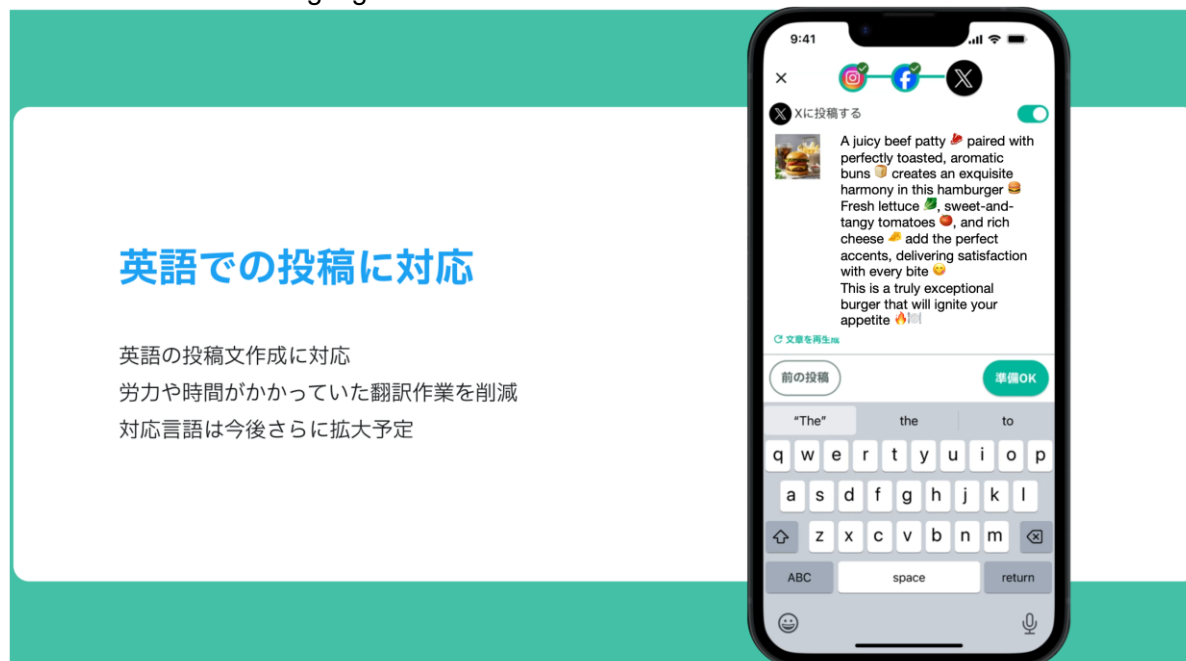 英語での投稿に対応
英語の投稿文作成に対応
労力や時間がかかっていた翻訳作業を削減
対応言語は今後さらに拡大予定
9:41
Xに投稿する
A juicy beef patty 🍖 paired with
perfectly toasted, aromatic
buns 🍞 creates an exquisite
harmony in this hamburger 🍔
Fresh lettuce 🥬, sweet-and-
tangy tomatoes 🍅, and rich
cheese 🧀 add the perfect
accents, delivering satisfaction
with every bite 😋
This is a truly exceptional
burger that will ignite your
appetite 🔥🍽️
文章を再生成
前の投稿
準備OK
“The” the to
q w e r t y u i o p
a s d f g h j k l
z x c v b n m
ABC space return